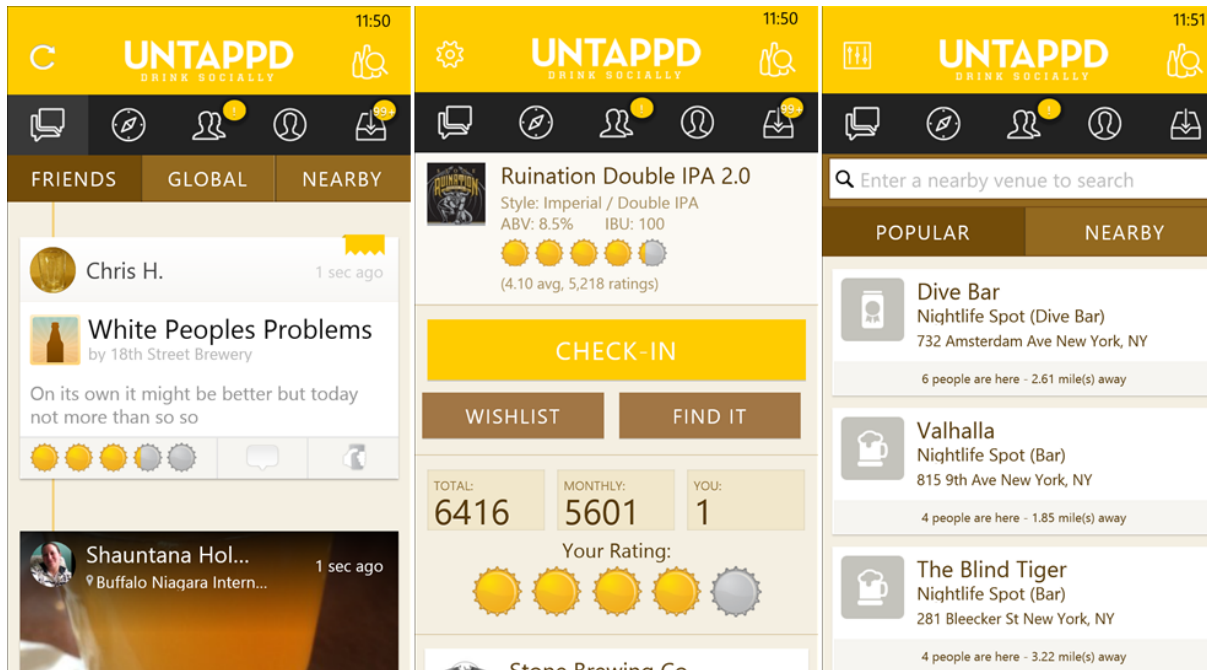 11:50
UNTAPPD
DRINK SOCIALLY
!
99+
FRIENDS GLOBAL NEARBY
Chris H.
1 sec ago
White Peoples Problems
by 18th Street Brewery
On its own it might be better but today
not more than so so
Shauntana Hol...
1 sec ago
Buffalo Niagara Intern...
11:50
UNTAPPD
DRINK SOCIALLY
!
99+
RUINATION
Ruination Double IPA 2.0
Style: Imperial / Double IPA
ABV: 8.5% IBU: 100
(4.10 avg, 5,218 ratings)
CHECK-IN
WISHLIST FIND IT
TOTAL: MONTHLY: YOU:
6416 5601 1
Your Rating:
Stone Brewing Co.
11:51
UNTAPPD
DRINK SOCIALLY
!
Enter a nearby venue to search
POPULAR NEARBY
Dive Bar
Nightlife Spot (Dive Bar)
732 Amsterdam Ave New York, NY
6 people are here - 2.61 mile(s) away
Valhalla
Nightlife Spot (Bar)
815 9th Ave New York, NY
4 people are here - 1.85 mile(s) away
The Blind Tiger
Nightlife Spot (Bar)
281 Bleecker St New York, NY
4 people are here - 3.22 mile(s) away